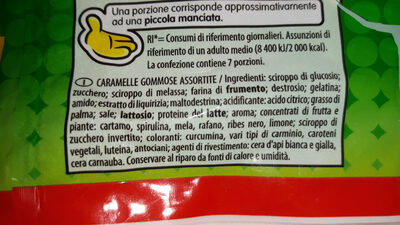 Una porzione corrisponde approssimativamente
ad una piccola manciata.
RI*= Consumi di riferimento giornalieri. Assunzioni di
riferimento di un adulto medio (8 400 kJ/2 000 kcal).
La confezione contiene 7 porzioni.
I CARAMELLE GOMMOSE ASSORTITE / Ingredienti: sciroppo di glucosio;
zucchero; sciroppo di melassa; farina di frumento; destrosio; gelatina;
amido; estratto di liquirizia; maltodestrina; acidificante: acido citrico; grasso di
palma; sale; lattosio; proteine del latte; aroma; concentrati di frutta e
piante: cartamo, spirulina, mela, rafano, ribes nero, limone; sciroppo di
zucchero invertito; coloranti: curcumina, vari tipi di carminio, caroteni
vegetali, luteina, antociani; agenti di rivestimento: cera d'api bianca e gialla,
cera carnauba. Conservare al riparo da fonti di calore e umidità.